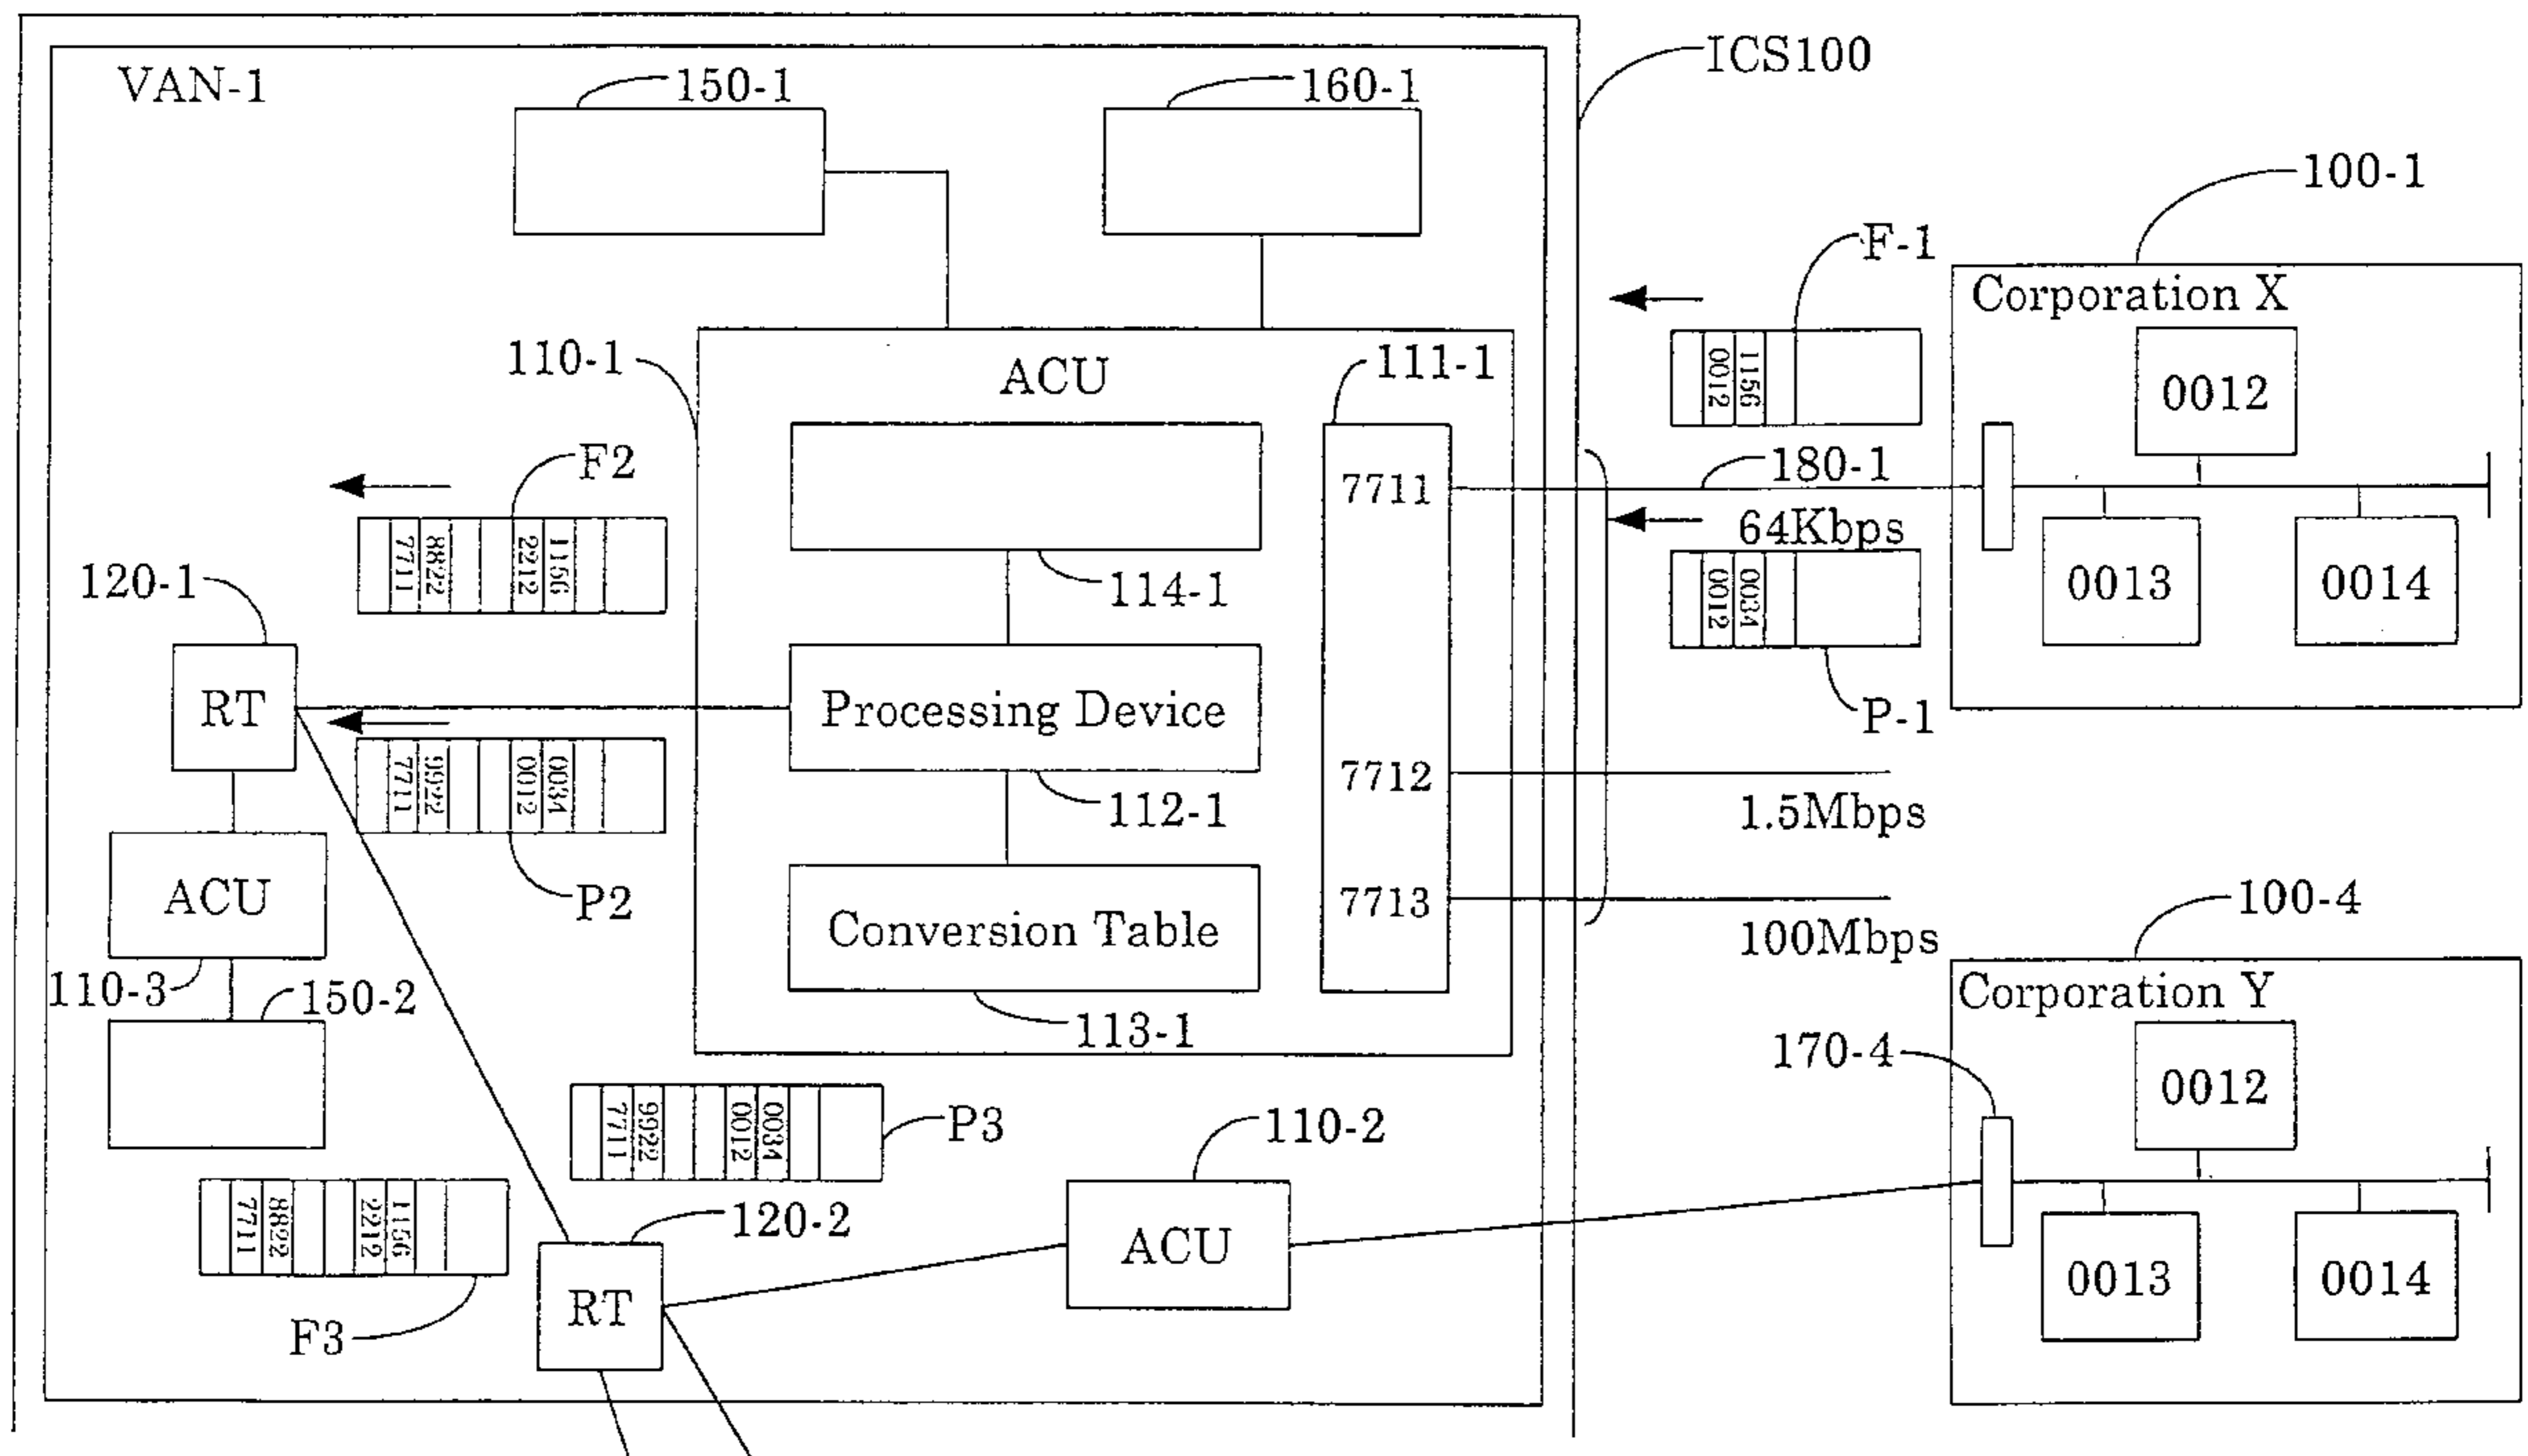 VAN-1
150-1
160-1
ICS100
100-1
F-1
Corporation X
110-1
ACU
111-1
0012
1156
0012
F2
7711
180-1
64Kbps
7711
8822
2212
1156
114-1
0013
0014
120-1
0012
0034
RT
Processing Device
P-1
7711
9922
0012
0034
7712
112-1
1.5Mbps
ACU
P2
7713
Conversion Table
100Mbps
100-4
110-3
150-2
113-1
Corporation Y
170-4
0012
7711
9922
0012
0034
P3
110-2
7711
8822
2212
1156
120-2
ACU
0013
0014
RT
F3